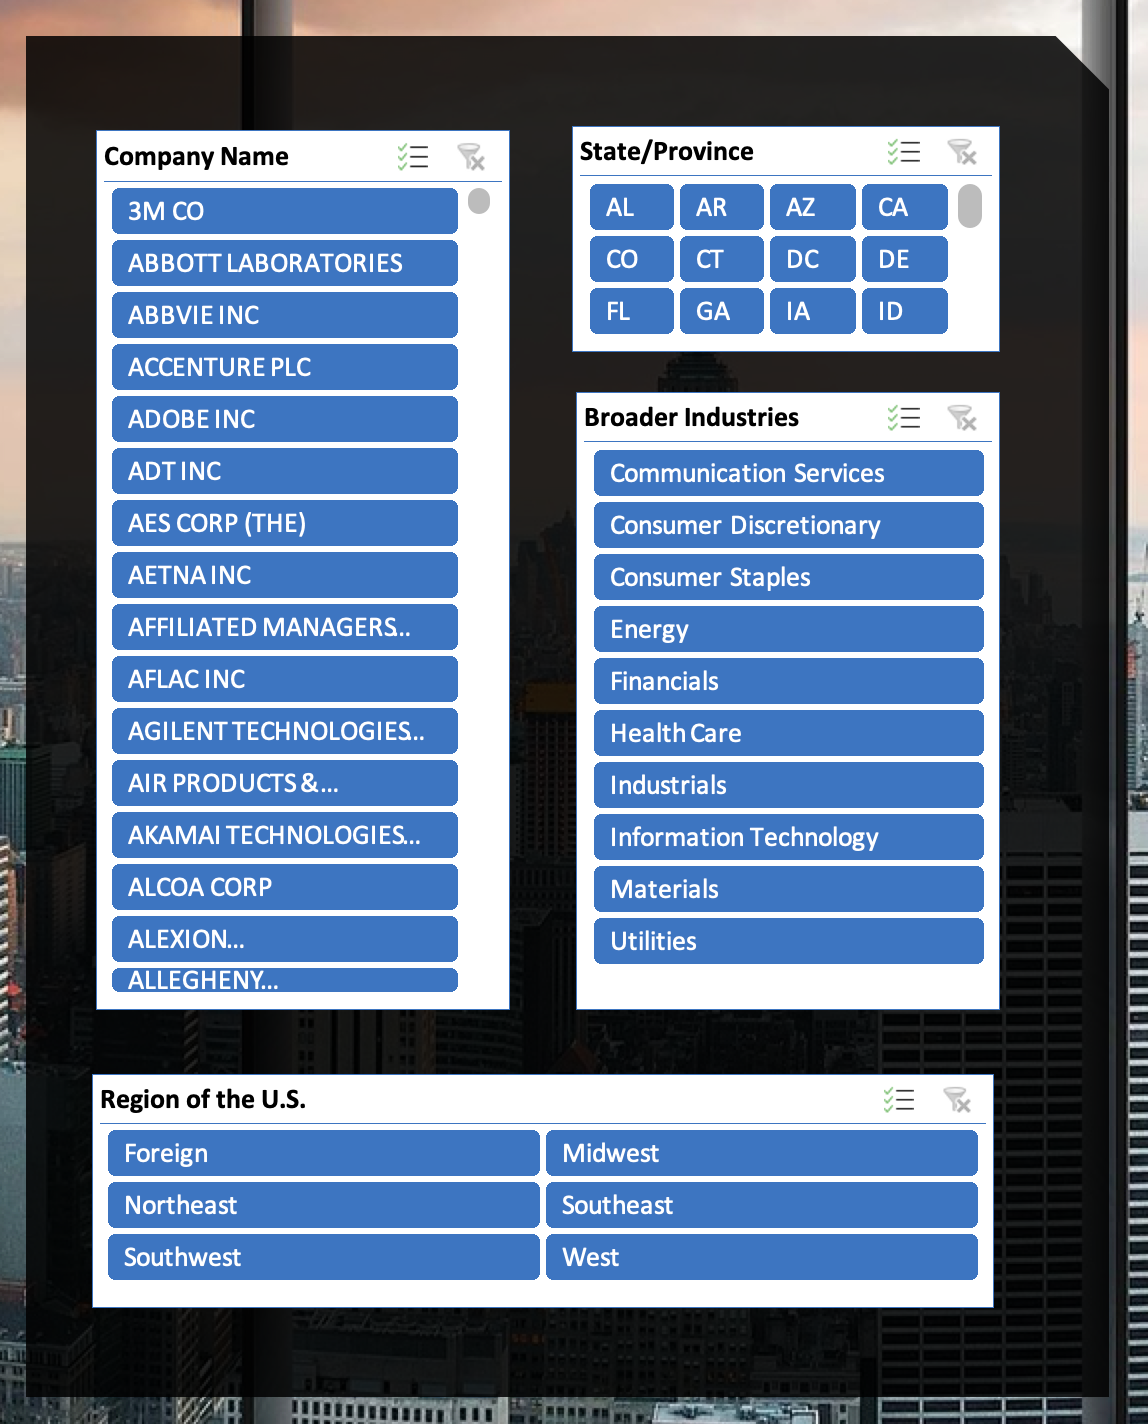 Company Name
3M CO
ABBOTT LABORATORIES
ABBVIE INC
ACCENTURE PLC
ADOBE INC
ADT INC
AES CORP (THE)
AETNA INC
AFFILIATED MANAGERS...
AFLAC INC
AGILENT TECHNOLOGIES...
AIR PRODUCTS &...
AKAMAI TECHNOLOGIES...
ALCOA CORP
ALEXION...
ALLEGHENY...
State/Province
AL AR AZ CA
CO CT DC DE
FL GA IA ID
Broader Industries
Communication Services
Consumer Discretionary
Consumer Staples
Energy
Financials
Health Care
Industrials
Information Technology
Materials
Utilities
Region of the U.S.
Foreign Midwest
Northeast Southeast
Southwest West